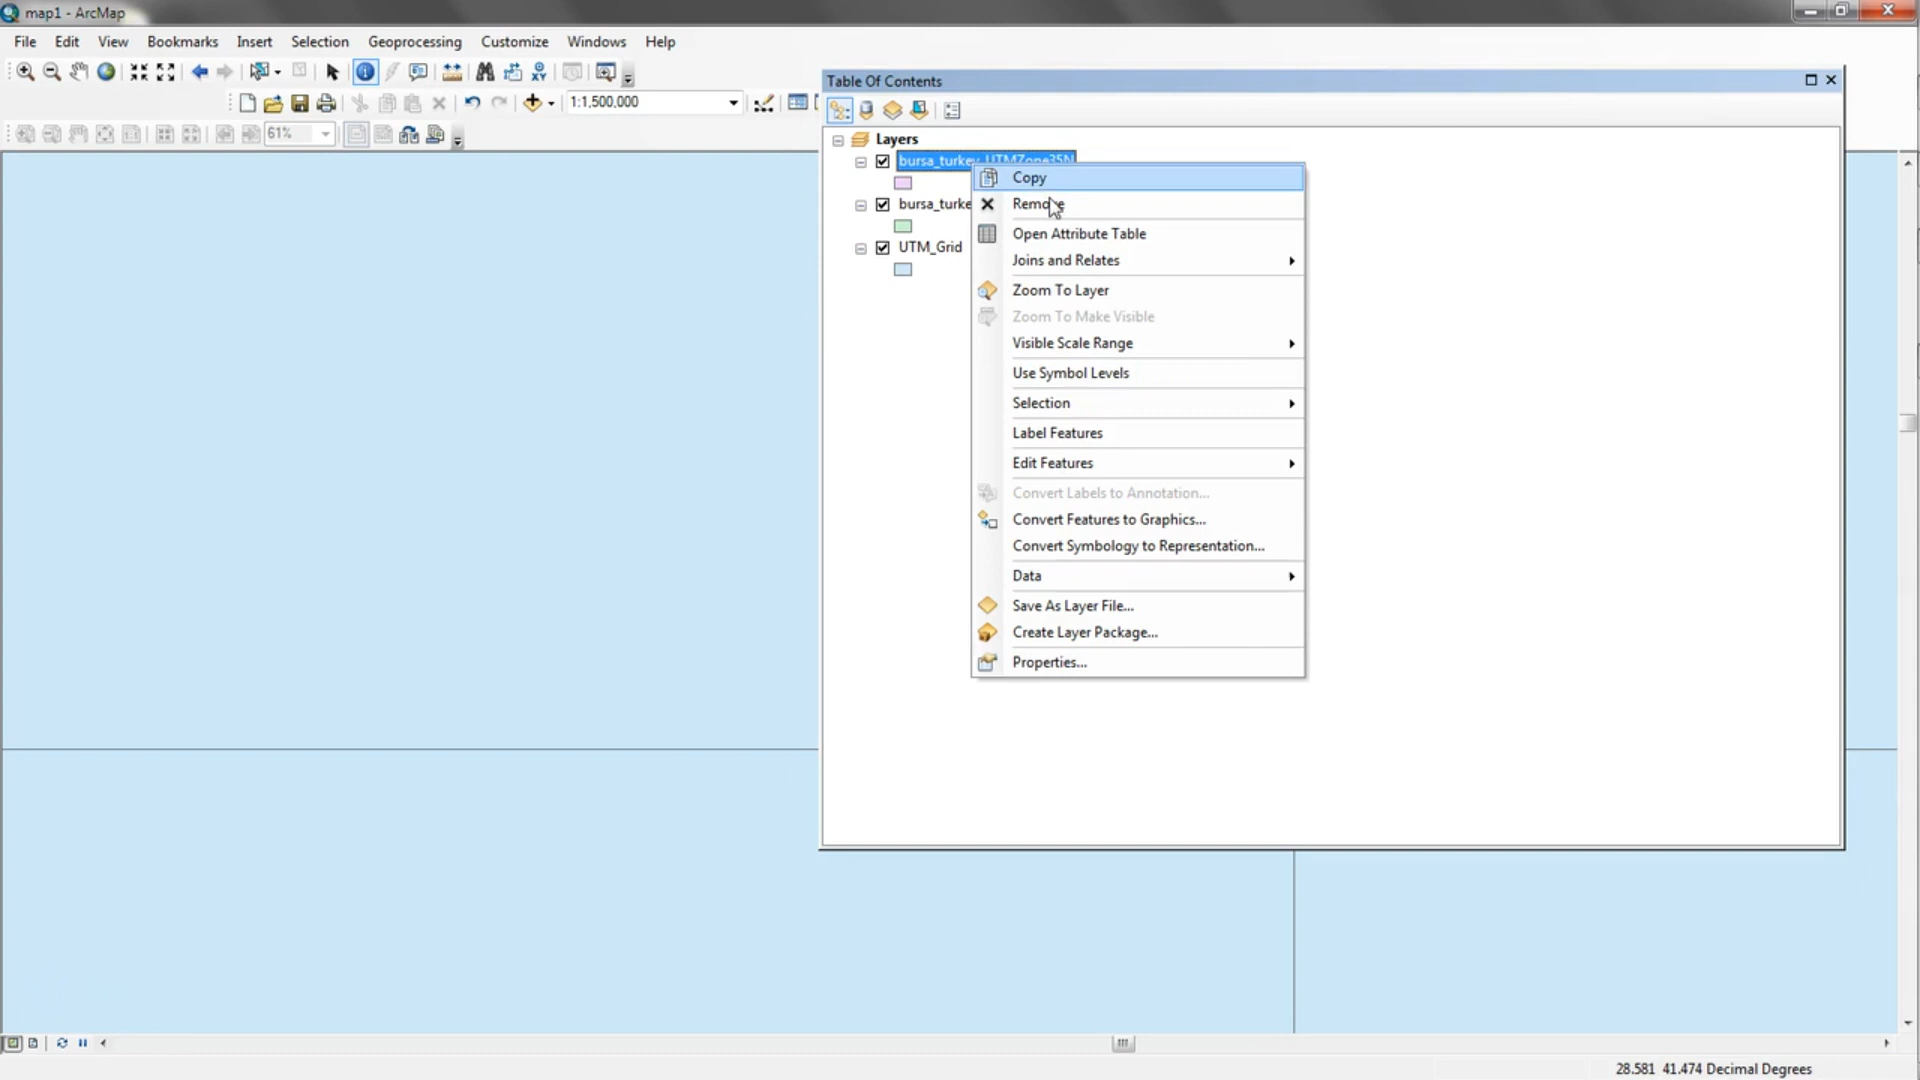 map1 - ArcMap
File Edit View Bookmarks Insert Selection Geoprocessing Customize Windows Help
1:1,500,000
61%
Table Of Contents
Layers
bursa_turkey_UTMZone35N
bursa_turke
UTM_Grid
Copy
Remove
Open Attribute Table
Joins and Relates
Zoom To Layer
Zoom To Make Visible
Visible Scale Range
Use Symbol Levels
Selection
Label Features
Edit Features
Convert Labels to Annotation...
Convert Features to Graphics...
Convert Symbology to Representation...
Data
Save As Layer File...
Create Layer Package...
Properties...
28.581 41.474 Decimal Degrees